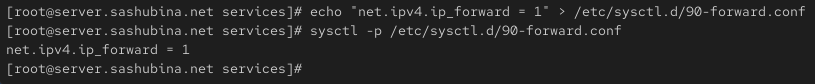 [root@server.sashubina.net services]# echo "net.ipv4.ip_forward = 1" > /etc/sysctl.d/90-forward.conf
[root@server.sashubina.net services]# sysctl -p /etc/sysctl.d/90-forward.conf
net.ipv4.ip_forward = 1
[root@server.sashubina.net services]#